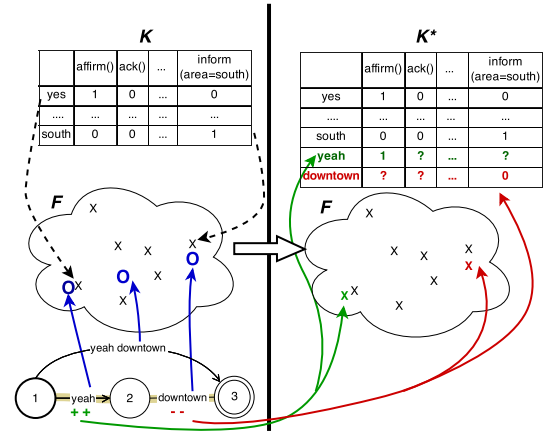 K
affirm() ack() ... inform
(area=south)
yes 1 0 ... 0
.... ... ... ... ...
south 0 0 ... 1
F
X
X
X
X
X
X
X
O
O
O
yeah downtown
1 yeah 2 downtown 3
++ --
K*
affirm() ack() ... inform
(area=south)
yes 1 0 ... 0
.... ... ... ... ...
south 0 0 ... 1
yeah 1 ? ... ?
downtown ? ? ... 0
F
X
X
X
X
X
X
X
X
X